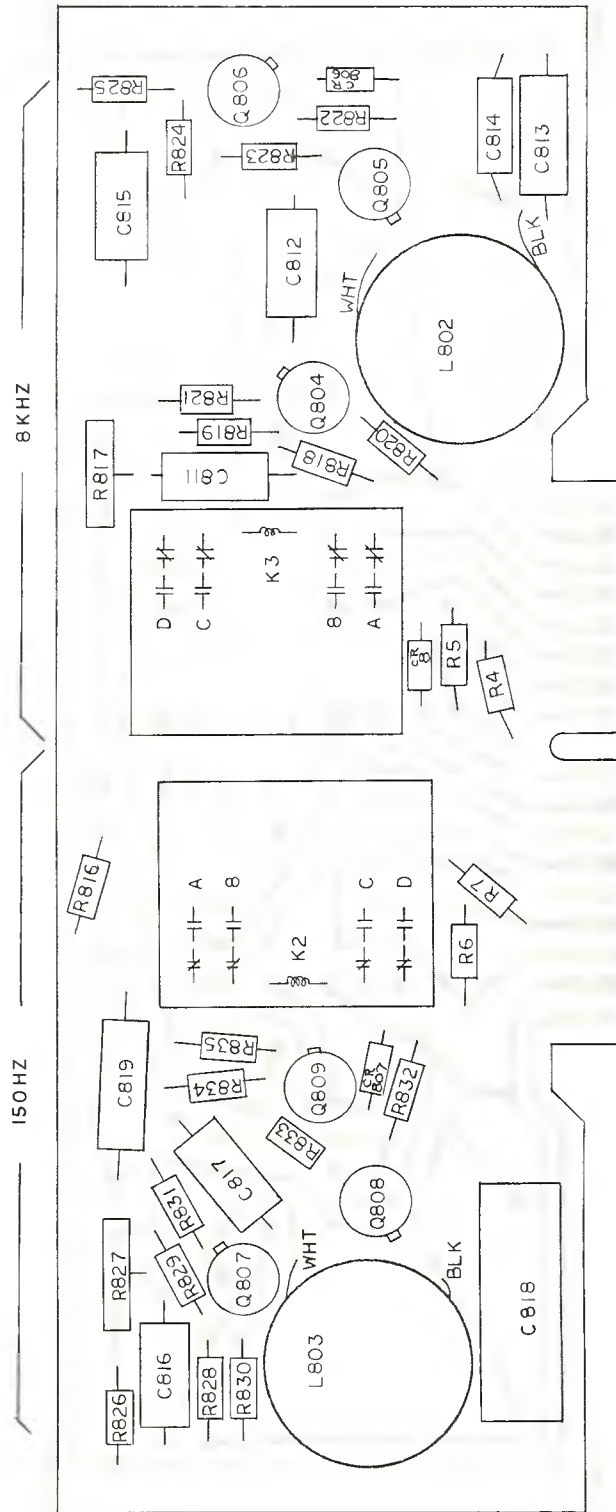 150HZ
8KHZ
R826
R827
C819
R816
R817
C815
R825
R824
C816
R829
R831
R834
R835
A
D
C811
R819
R821
R823
Q806
R828
C817
B
C
R830
Q807
R833
Q809
K2
K3
R818
Q804
C812
R822
CR
806
L803
WHT
Q808
CR
807
C
B
R820
WHT
Q805
BLK
R832
D
A
L802
C818
R6
R7
CR
8
R5
R4
BLK
C814
C813